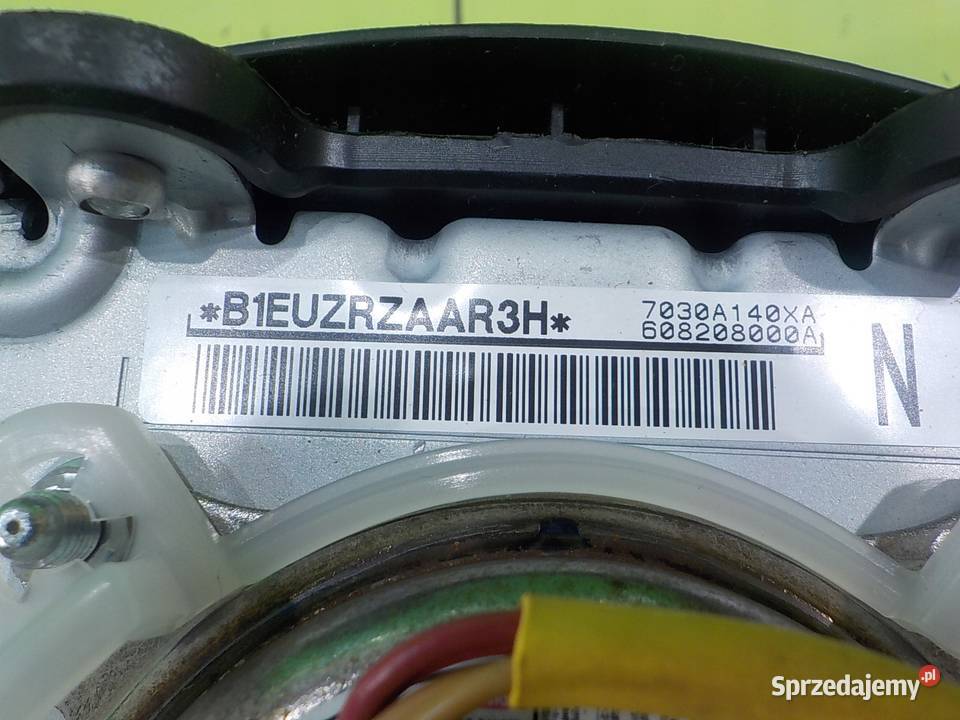 *B1EUZRZAAR3H*
7030A140XA
608208000A
N
Sprzedajemy.pl